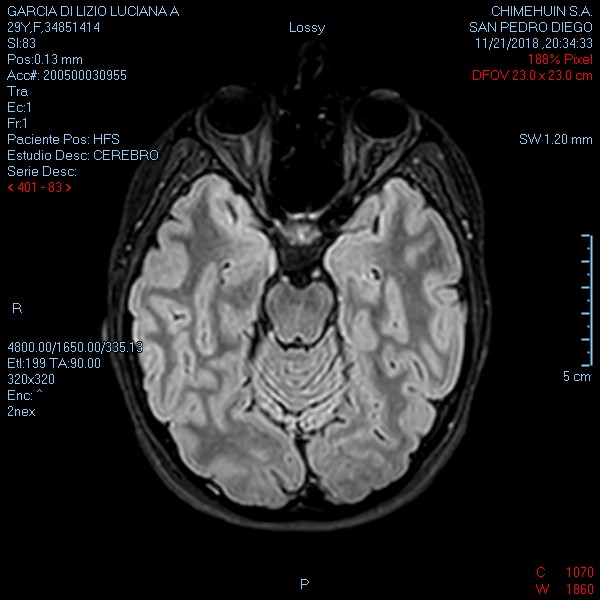 GARCIA DI LIZIO LUCIANA A
29Y,F,34851414
Sl:83
Pos:0.13 mm
Acc#: 200500030955
Tra
Ec:1
Fr:1
Paciente Pos: HFS
Estudio Desc: CEREBRO
Serie Desc:
< 401 - 83 >
Lossy
CHIMEHUIN S.A.
SAN PEDRO DIEGO
11/21/2018 ,20:34:33
188% Pixel
DFOV 23.0 x 23.0 cm
SW 1.20 mm
R
5 cm
4800.00/1650.00/335.13
Etl:199 TA:90.00
320x320
Enc: ^
2nex
P
C 1070
W 1860